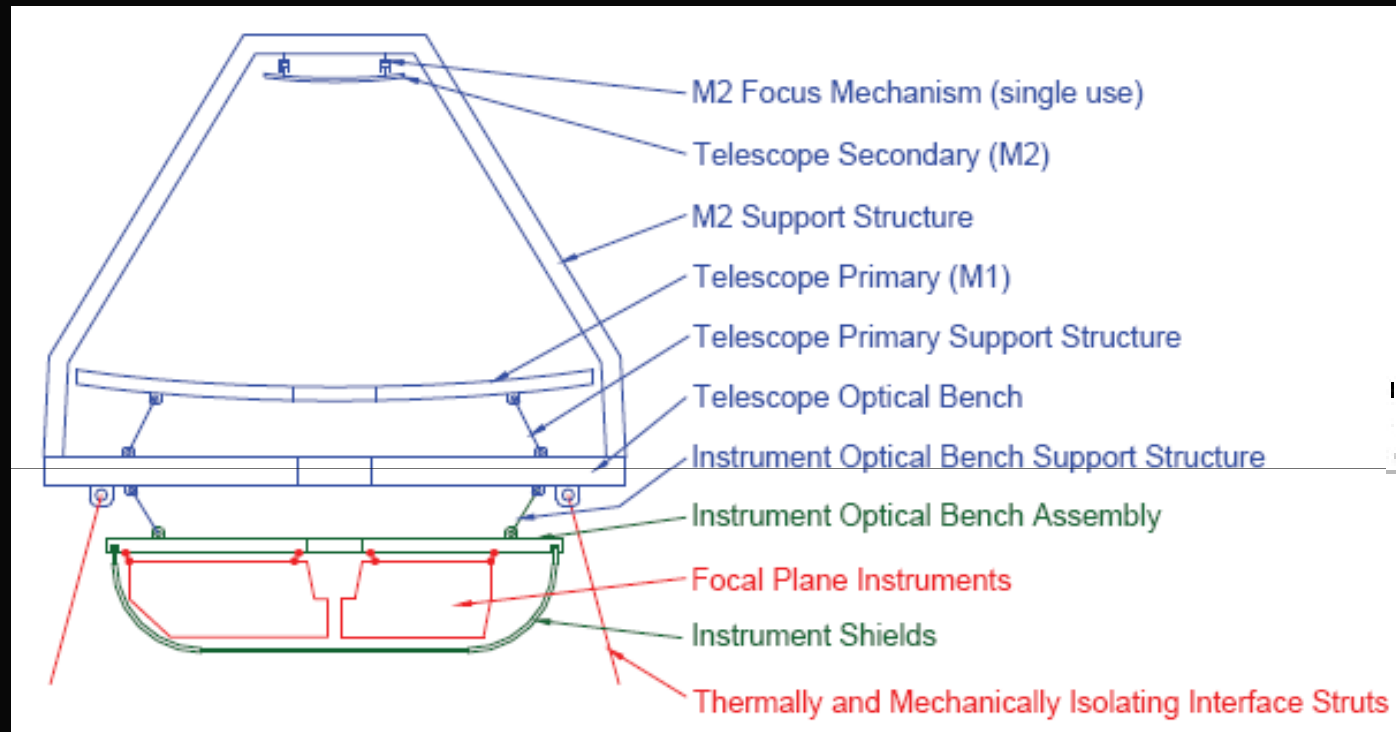 M2 Focus Mechanism (single use)
Telescope Secondary (M2)
M2 Support Structure
Telescope Primary (M1)
Telescope Primary Support Structure
Telescope Optical Bench
Instrument Optical Bench Support Structure
Instrument Optical Bench Assembly
Focal Plane Instruments
Instrument Shields
Thermally and Mechanically Isolating Interface Struts